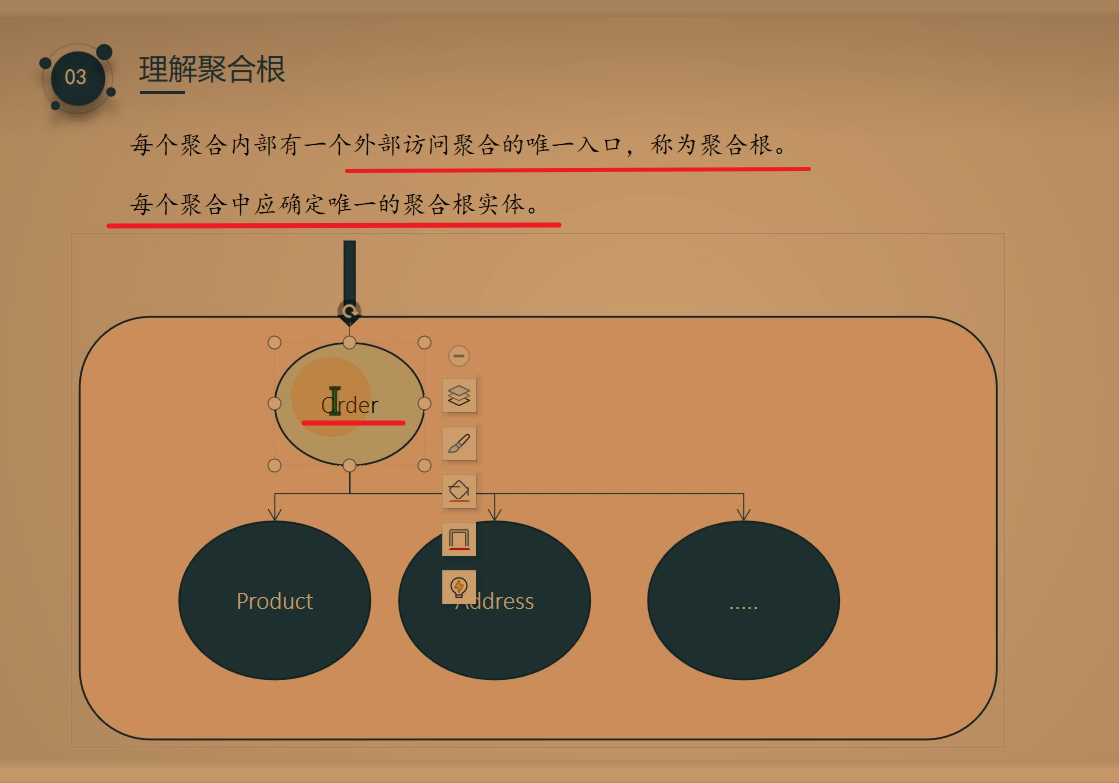 03
理解聚合根
每个聚合内部有一个外部访问聚合的唯一入口，称为聚合根。
每个聚合中应确定唯一的聚合根实体。
Order
Product
Address
.....